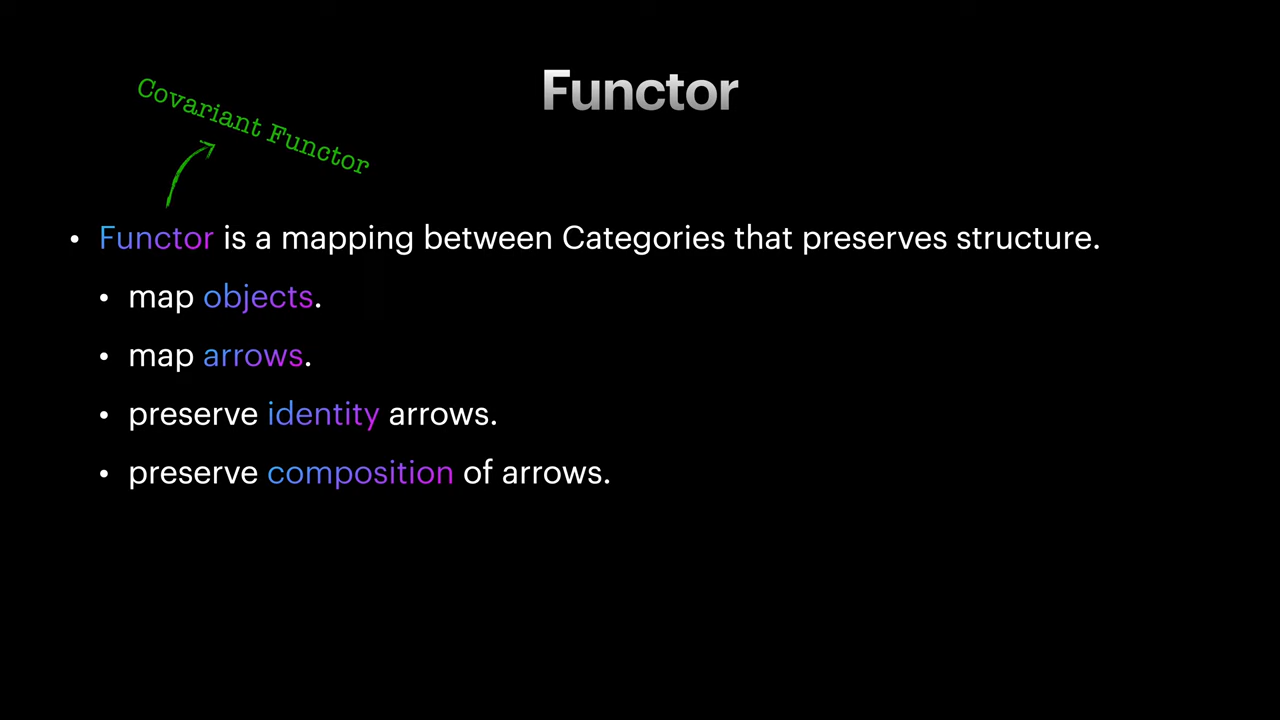 Functor
Covariant Functor
• Functor is a mapping between Categories that preserves structure.
• map objects.
• map arrows.
• preserve identity arrows.
• preserve composition of arrows.